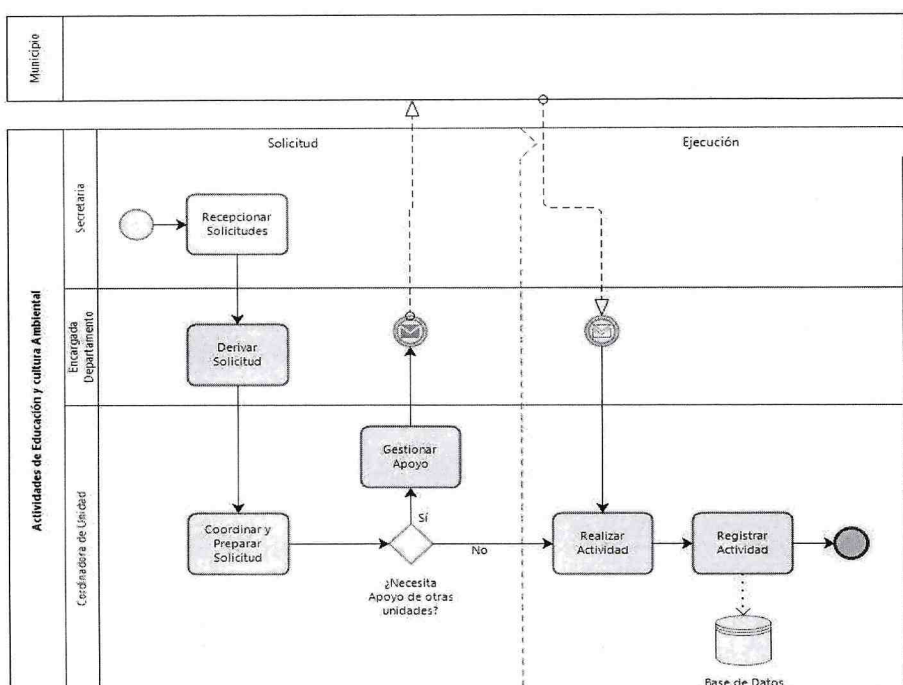 Municipio
Actividades de Educación y cultura Ambiental
Solicitud
Ejecución
Secretaria
Recepcionar
Solicitudes
Encargada
Departamento
Derivar
Solicitud
Coordinadora de Unidad
Gestionar
Apoyo
Sí
Coordinar y
Preparar
Solicitud
No
¿Necesita
Apoyo de otras
unidades?
Realizar
Actividad
Registrar
Actividad
Base de Datos